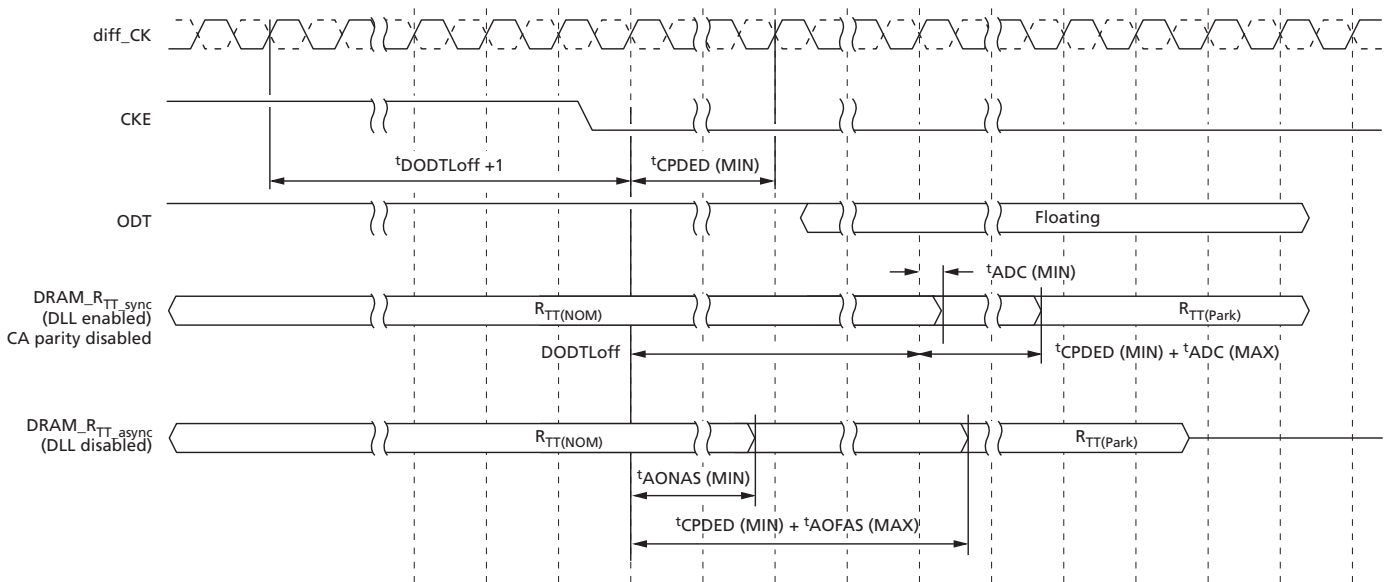 diff_CK
CKE
tDODTLoff +1
tCPDED (MIN)
ODT
Floating
tADC (MIN)
DRAM_RTT_sync
(DLL enabled)
CA parity disabled
RTT(NOM)
RTT(Park)
DODTLoff
tCPDED (MIN) + tADC (MAX)
DRAM_RTT_async
(DLL disabled)
RTT(NOM)
RTT(Park)
tAONAS (MIN)
tCPDED (MIN) + tAOFAS (MAX)